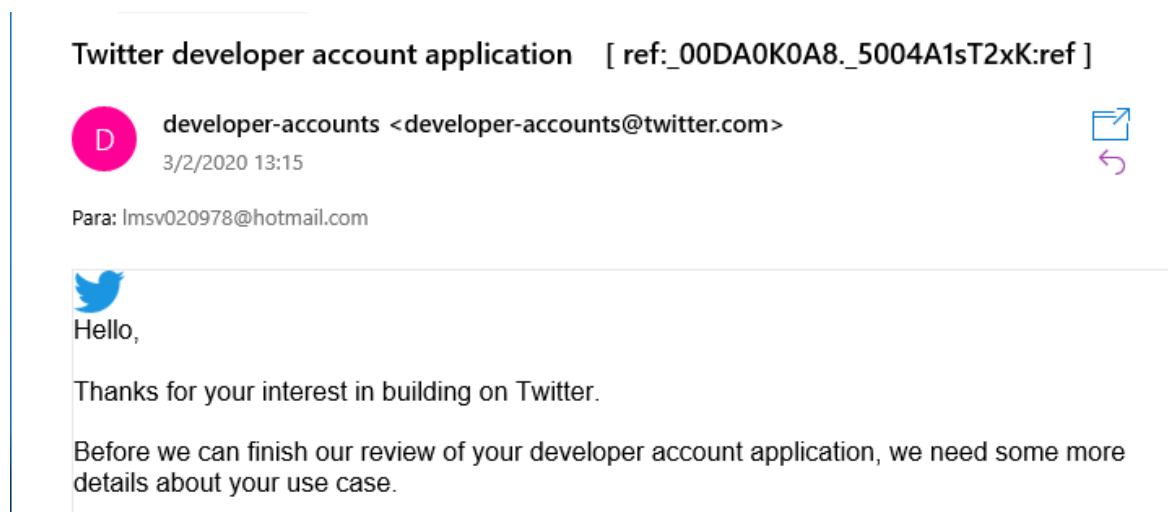 Twitter developer account application [ ref:_00DA0K0A8._5004A1sT2xK:ref ]
D
developer-accounts <developer-accounts@twitter.com>
3/2/2020 13:15
Para: lmsv020978@hotmail.com
Hello,
Thanks for your interest in building on Twitter.
Before we can finish our review of your developer account application, we need some more
details about your use case.